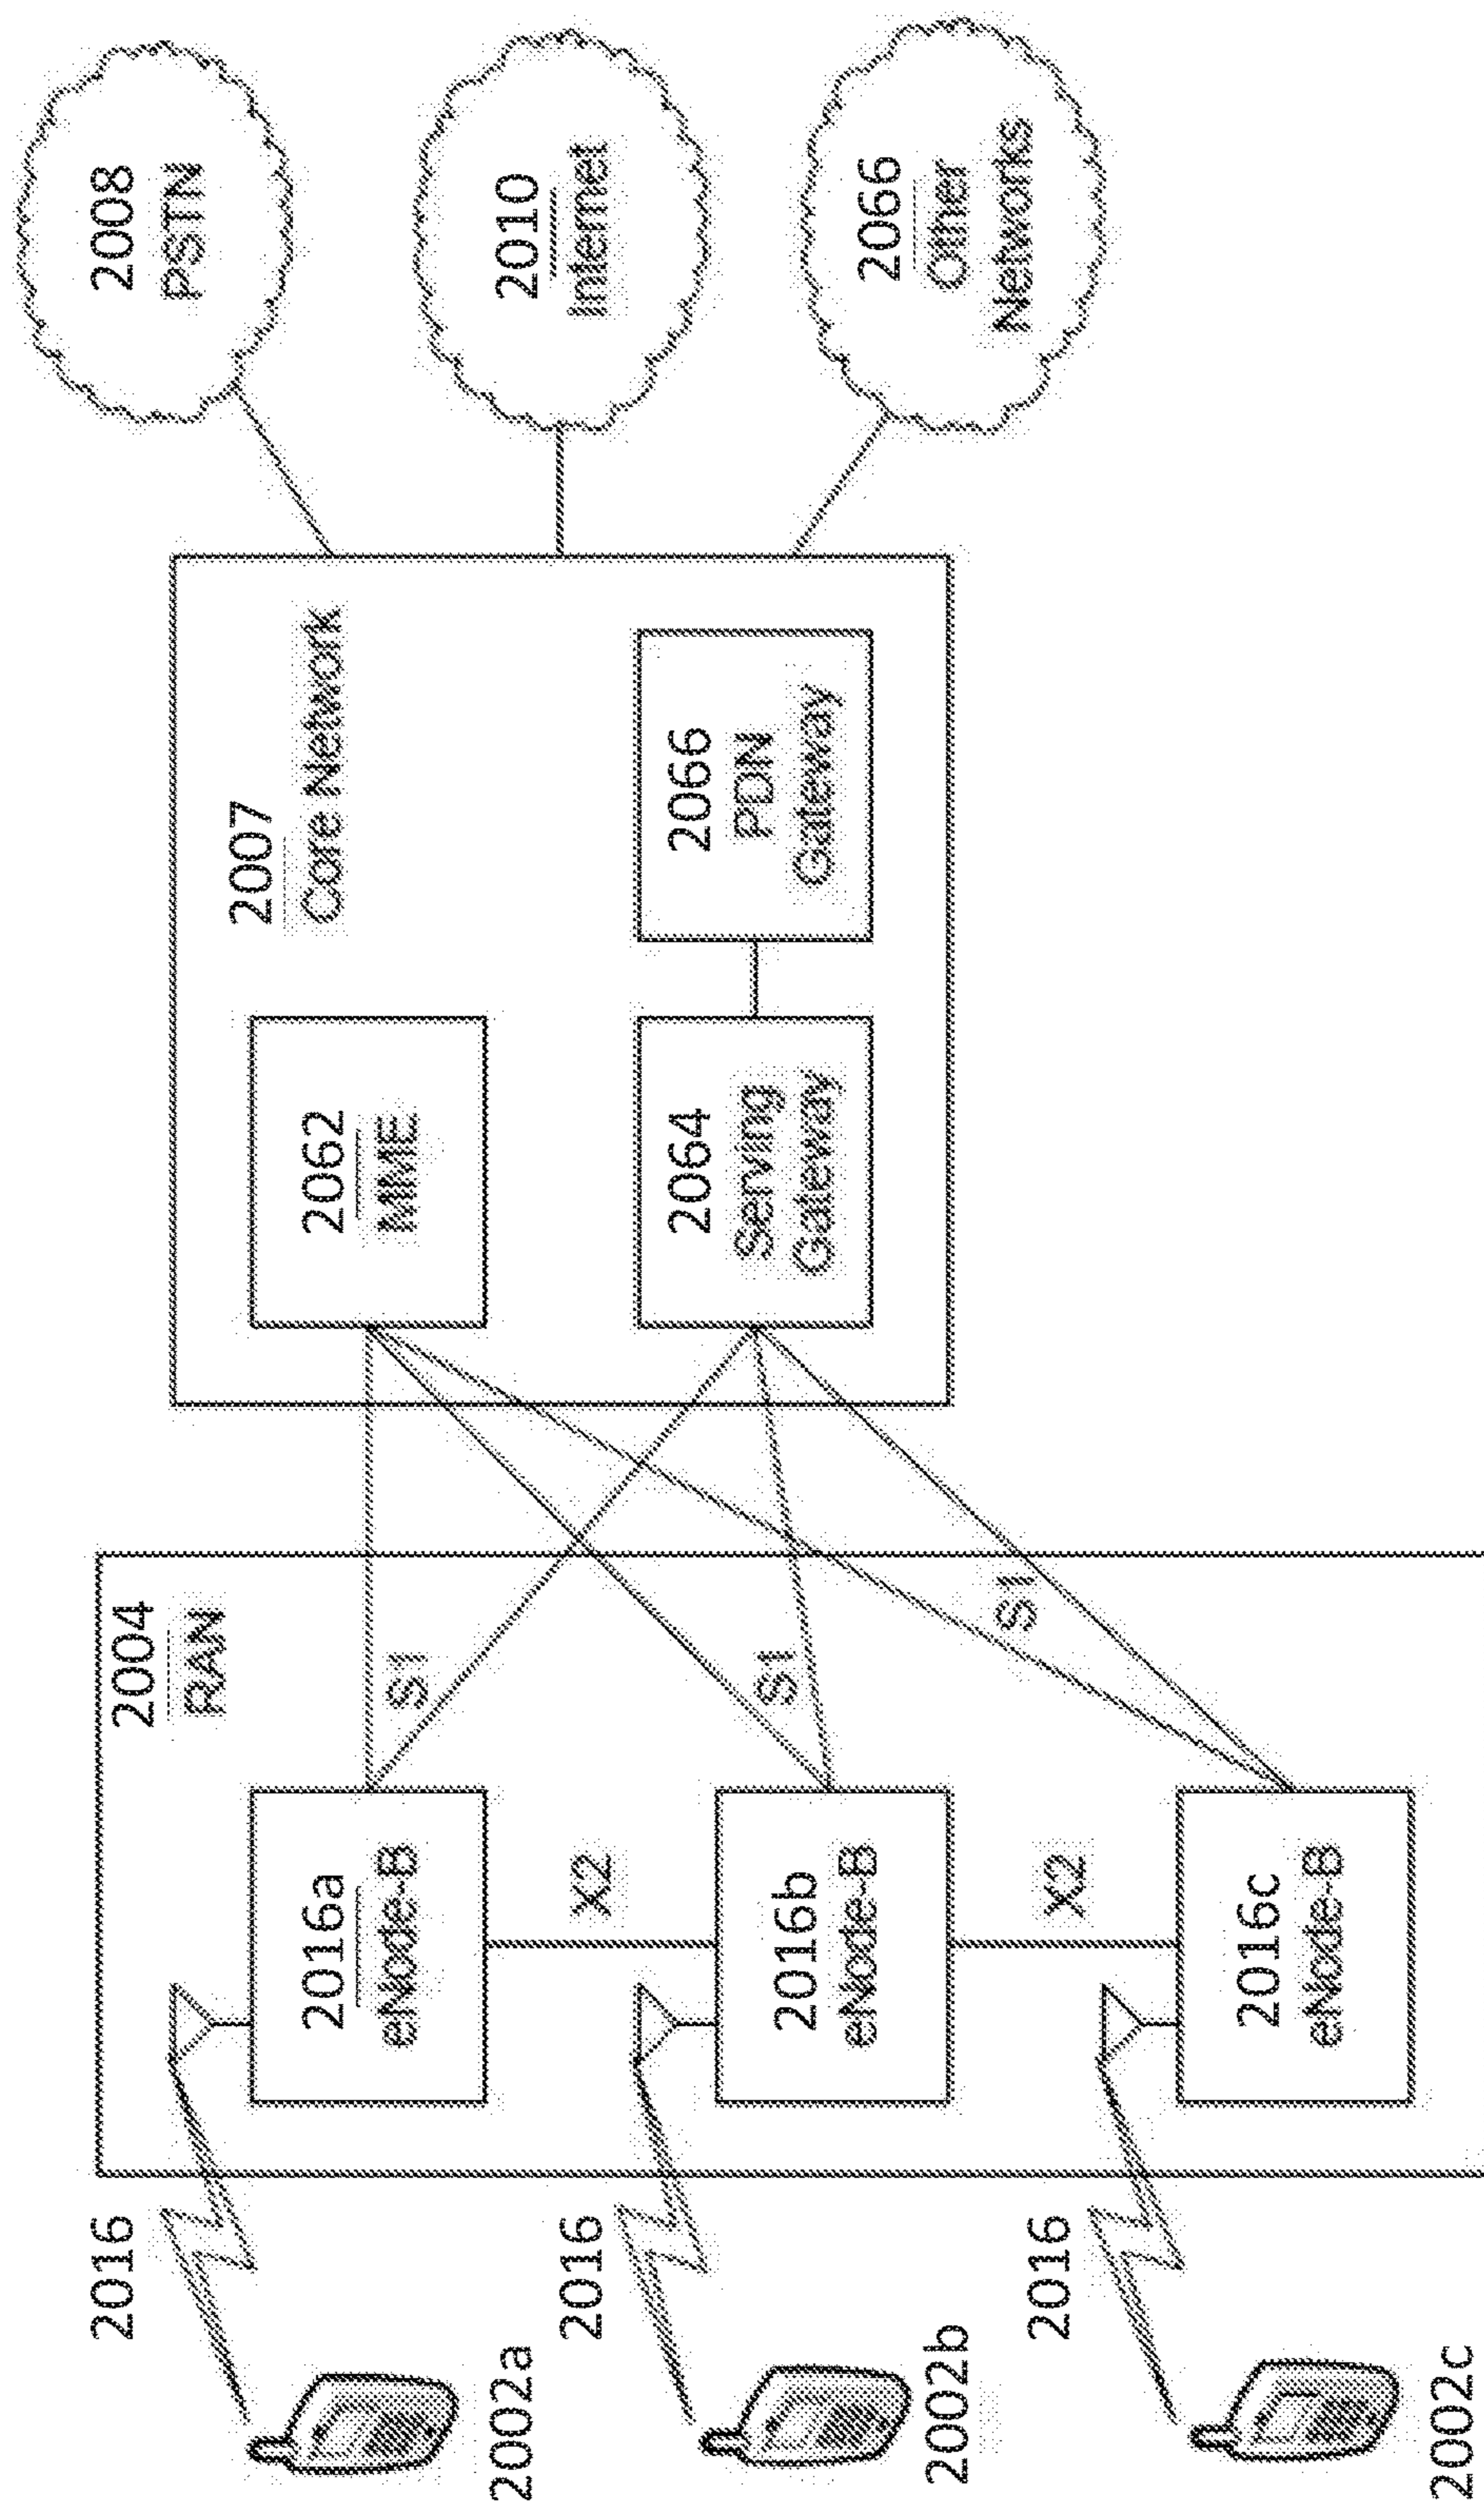 2016
2002a
2016
2002b
2016
2002c
2004
RAN
2016a
eNode-B
X2
2016b
eNode-B
X2
2016c
eNode-B
S1
S1
S1
2007
Core Network
2062
MME
2064
Serving
Gateway
2066
PDN
Gateway
2008
PSTN
2010
Internet
2066
Other
Networks